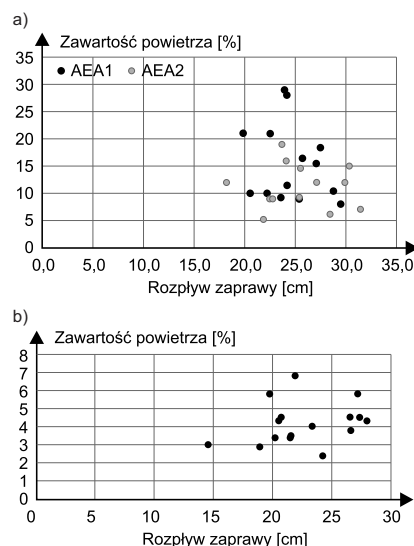 a)
Zawartość powietrza [%]
AEA1 AEA2
35
30
25
20
15
10
5
0
0,0 5,0 10,0 15,0 20,0 25,0 30,0 35,0
Rozpływ zaprawy [cm]
b)
Zawartość powietrza [%]
8
7
6
5
4
3
2
1
0
0 5 10 15 20 25 30
Rozpływ zaprawy [cm]